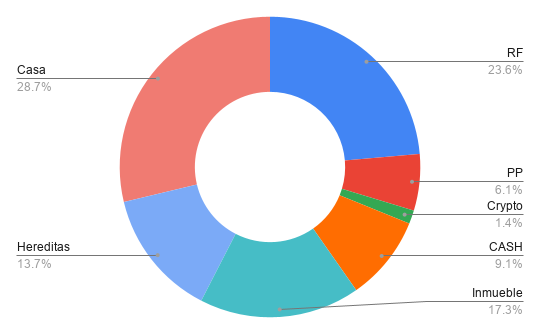 RF
23.6%
PP
6.1%
Crypto
1.4%
CASH
9.1%
Inmueble
17.3%
Hereditas
13.7%
Casa
28.7%